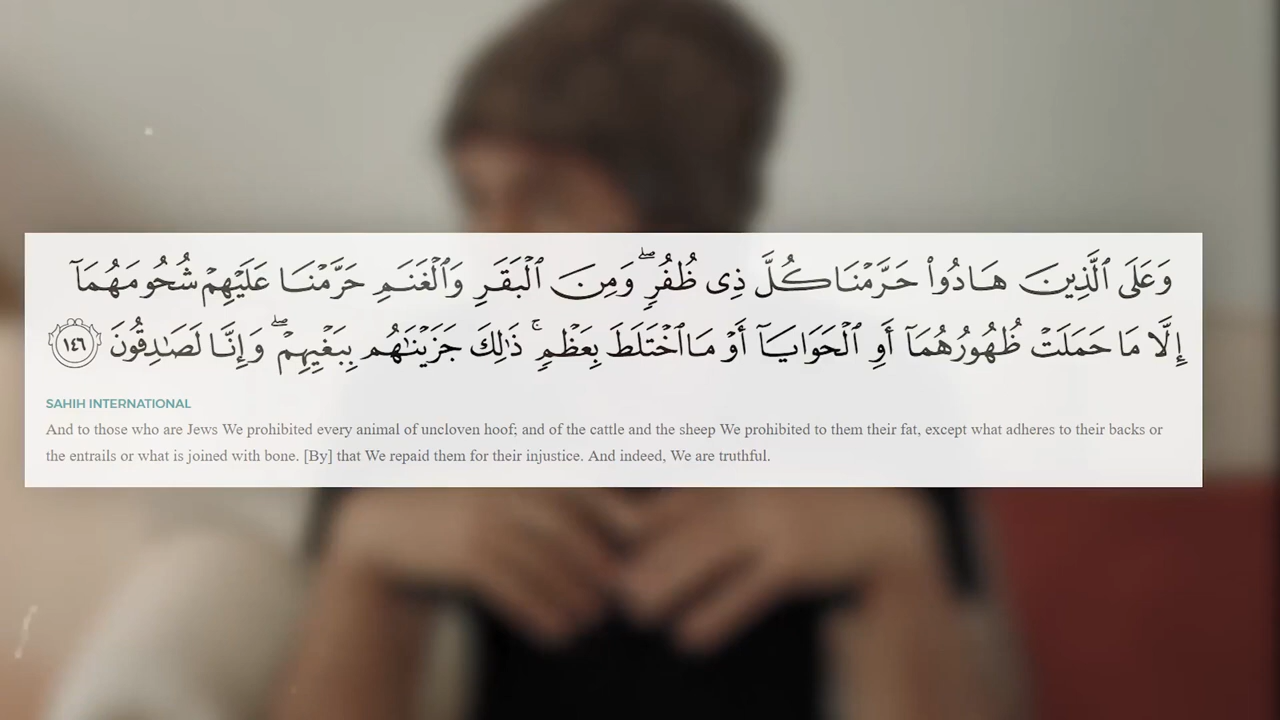 وَعَلَى ٱلَّذِينَ هَادُوا۟ حَرَّمْنَا كُلَّ ذِى ظُفُرٍۢ ۖ وَمِنَ ٱلْبَقَرِ وَٱلْغَنَمِ حَرَّمْنَا عَلَيْهِمْ شُحُومَهُمَآ
إِلَّا مَا حَمَلَتْ ظُهُورُهُمَآ أَوِ ٱلْحَوَايَآ أَوْ مَا ٱخْتَلَطَ بِعَظْمٍۢ ۚ ذَٰلِكَ جَزَيْنَـٰهُم بِبَغْيِهِمْ ۖ وَإِنَّا لَصَـٰدِقُونَ ١٤٦
SAHIH INTERNATIONAL
And to those who are Jews We prohibited every animal of uncloven hoof; and of the cattle and the sheep We prohibited to them their fat, except what adheres to their backs or
the entrails or what is joined with bone. [By] that We repaid them for their injustice. And indeed, We are truthful.